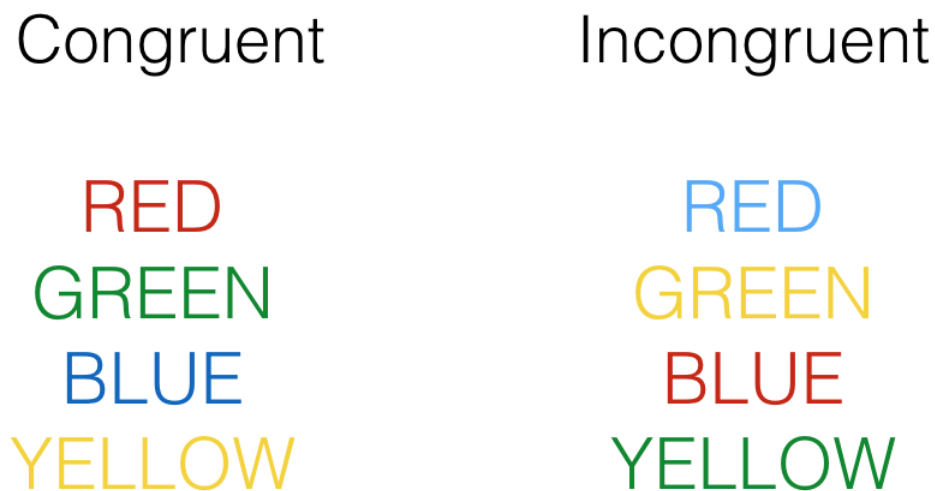 Congruent
RED
GREEN
BLUE
YELLOW
Incongruent
RED
GREEN
BLUE
YELLOW